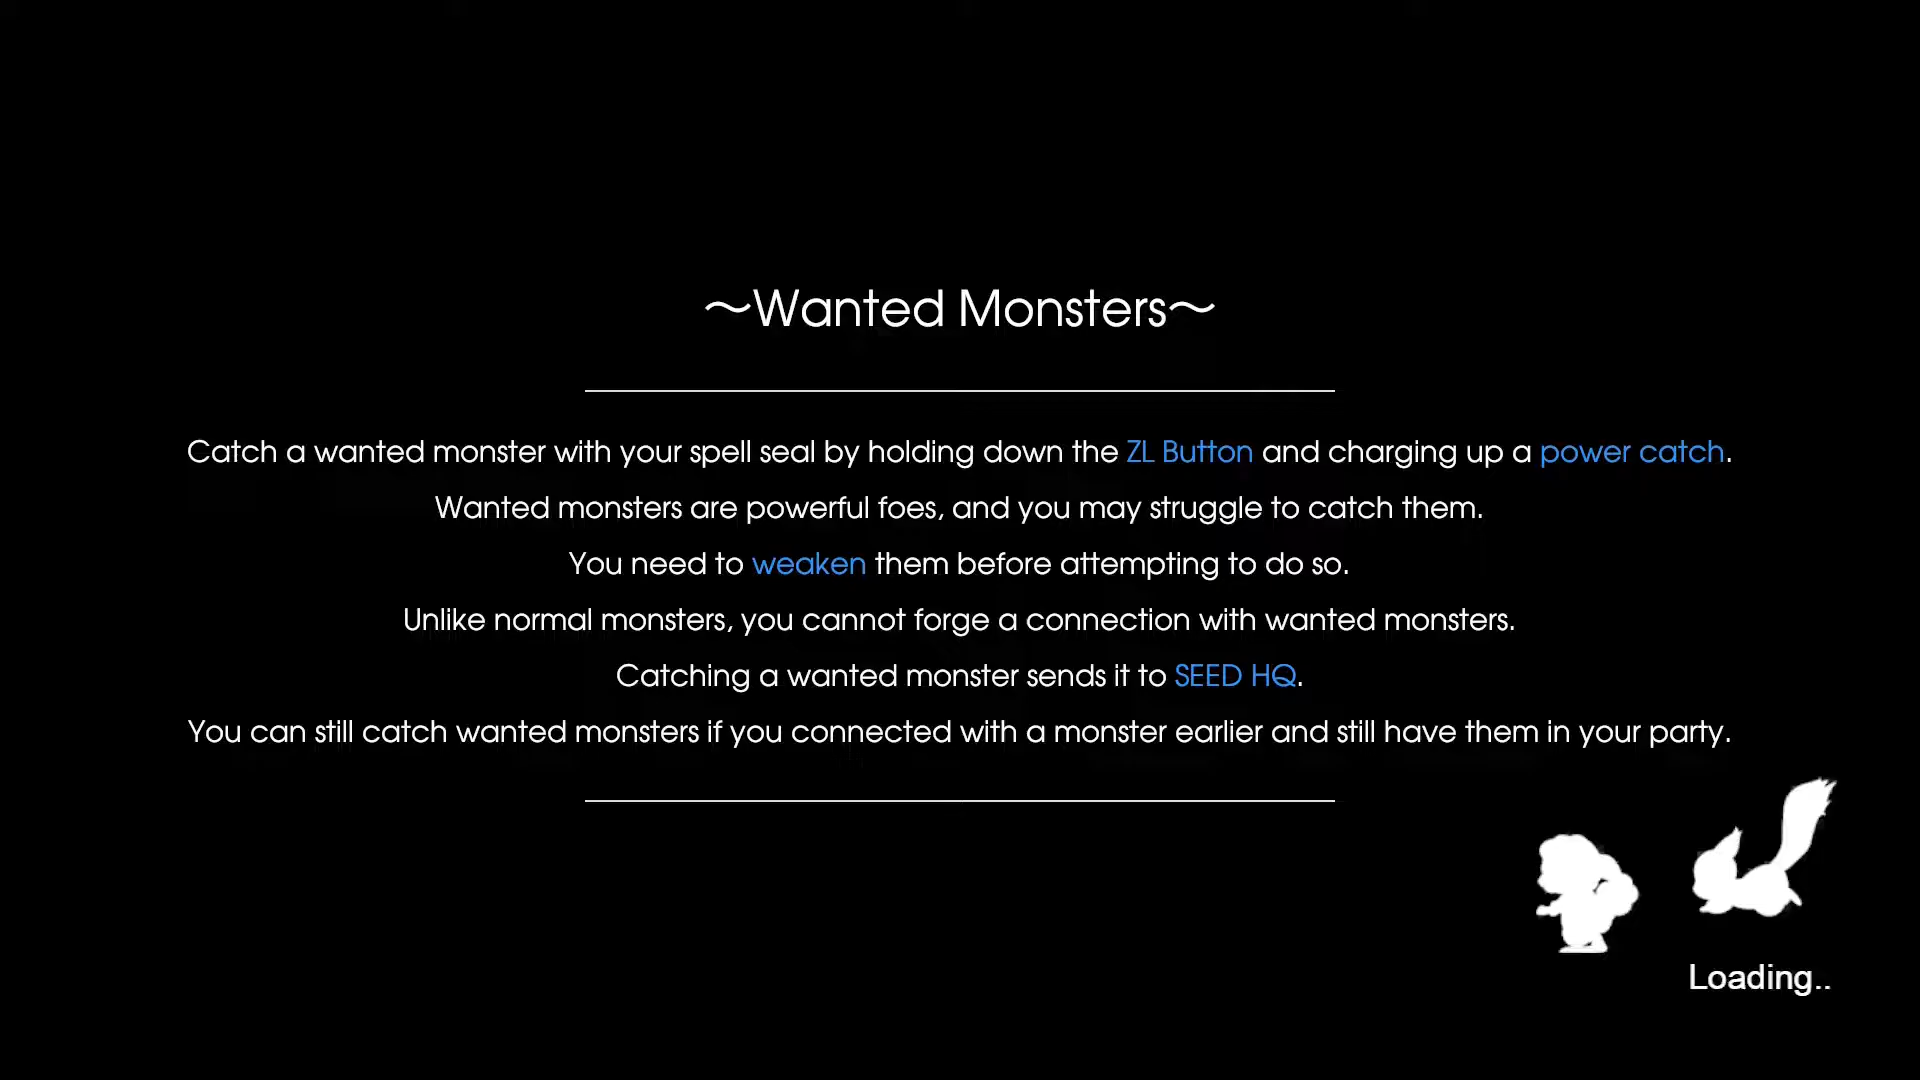 ～Wanted Monsters～
Catch a wanted monster with your spell seal by holding down the ZL Button and charging up a power catch.
Wanted monsters are powerful foes, and you may struggle to catch them.
You need to weaken them before attempting to do so.
Unlike normal monsters, you cannot forge a connection with wanted monsters.
Catching a wanted monster sends it to SEED HQ.
You can still catch wanted monsters if you connected with a monster earlier and still have them in your party.
Loading..